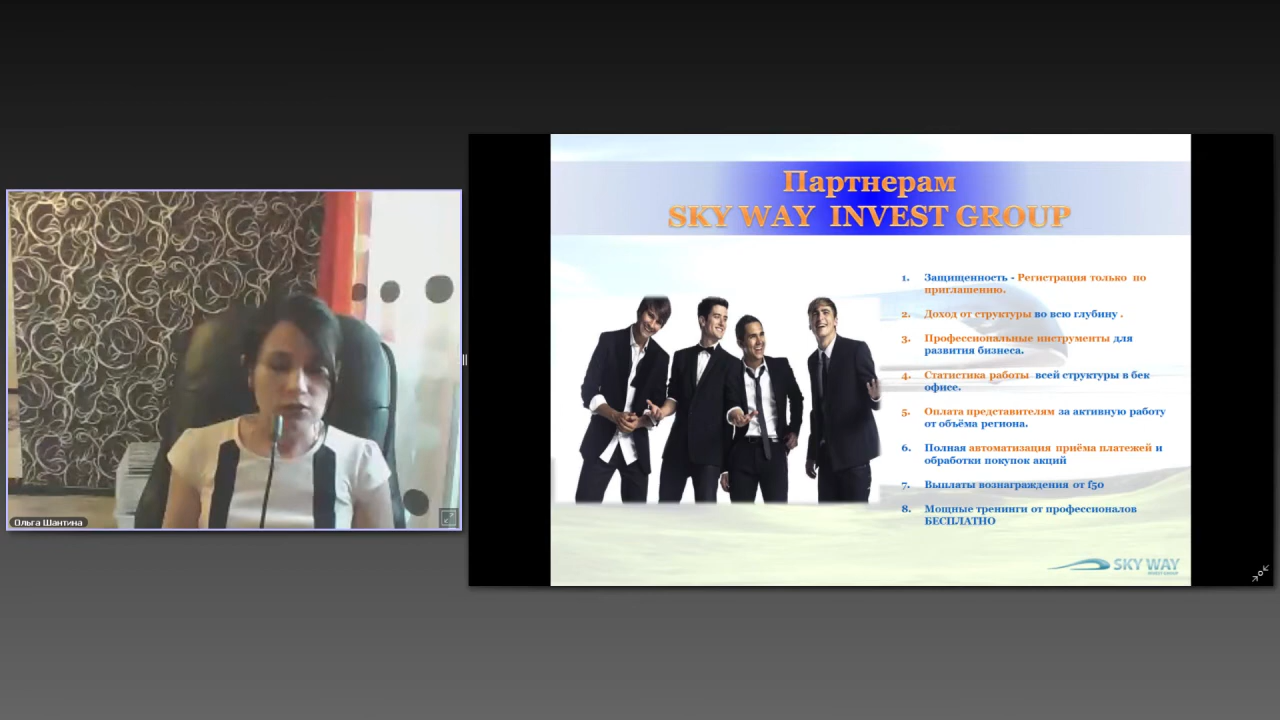 Партнерам
SKY WAY INVEST GROUP
1. Защищенность - Регистрация только по
приглашению.
2. Доход от структуры во всю глубину .
3. Профессиональные инструменты для
развития бизнеса.
4. Статистика работы всей структуры в бек
офисе.
5. Оплата представителям за активную работу
от объёма региона.
6. Полная автоматизация приёма платежей и
обработки покупок акций
7. Выплаты вознаграждения от f50
8. Мощные тренинги от профессионалов
БЕСПЛАТНО
Ольга Шантина
SKY WAY
INVEST GROUP